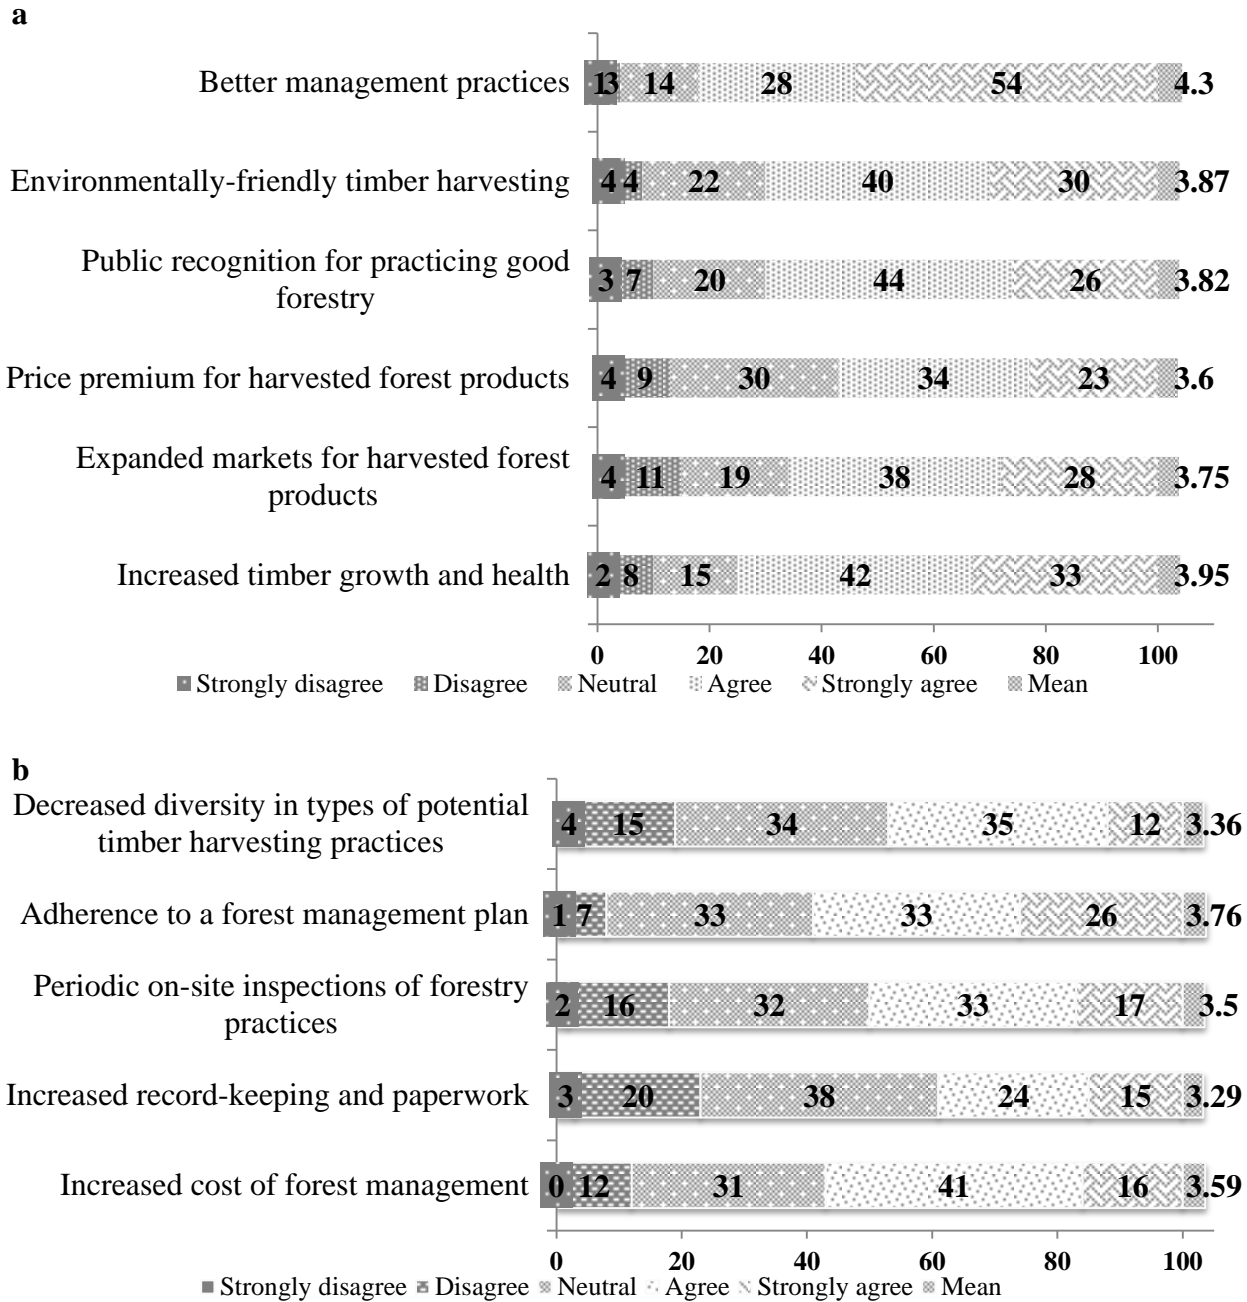 a
Better management practices 1 3 14 28 54 4.3
Environmentally-friendly timber harvesting 4 4 22 40 30 3.87
Public recognition for practicing good
forestry 3 7 20 44 26 3.82
Price premium for harvested forest products 4 9 30 34 23 3.6
Expanded markets for harvested forest
products 4 11 19 38 28 3.75
Increased timber growth and health 2 8 15 42 33 3.95
0 20 40 60 80 100
Strongly disagree Disagree Neutral Agree Strongly agree Mean
b
Decreased diversity in types of potential
timber harvesting practices 4 15 34 35 12 3.36
Adherence to a forest management plan 1 7 33 33 26 3.76
Periodic on-site inspections of forestry
practices 2 16 32 33 17 3.5
Increased record-keeping and paperwork 3 20 38 24 15 3.29
Increased cost of forest management 0 12 31 41 16 3.59
0 20 40 60 80 100
Strongly disagree Disagree Neutral Agree Strongly agree Mean